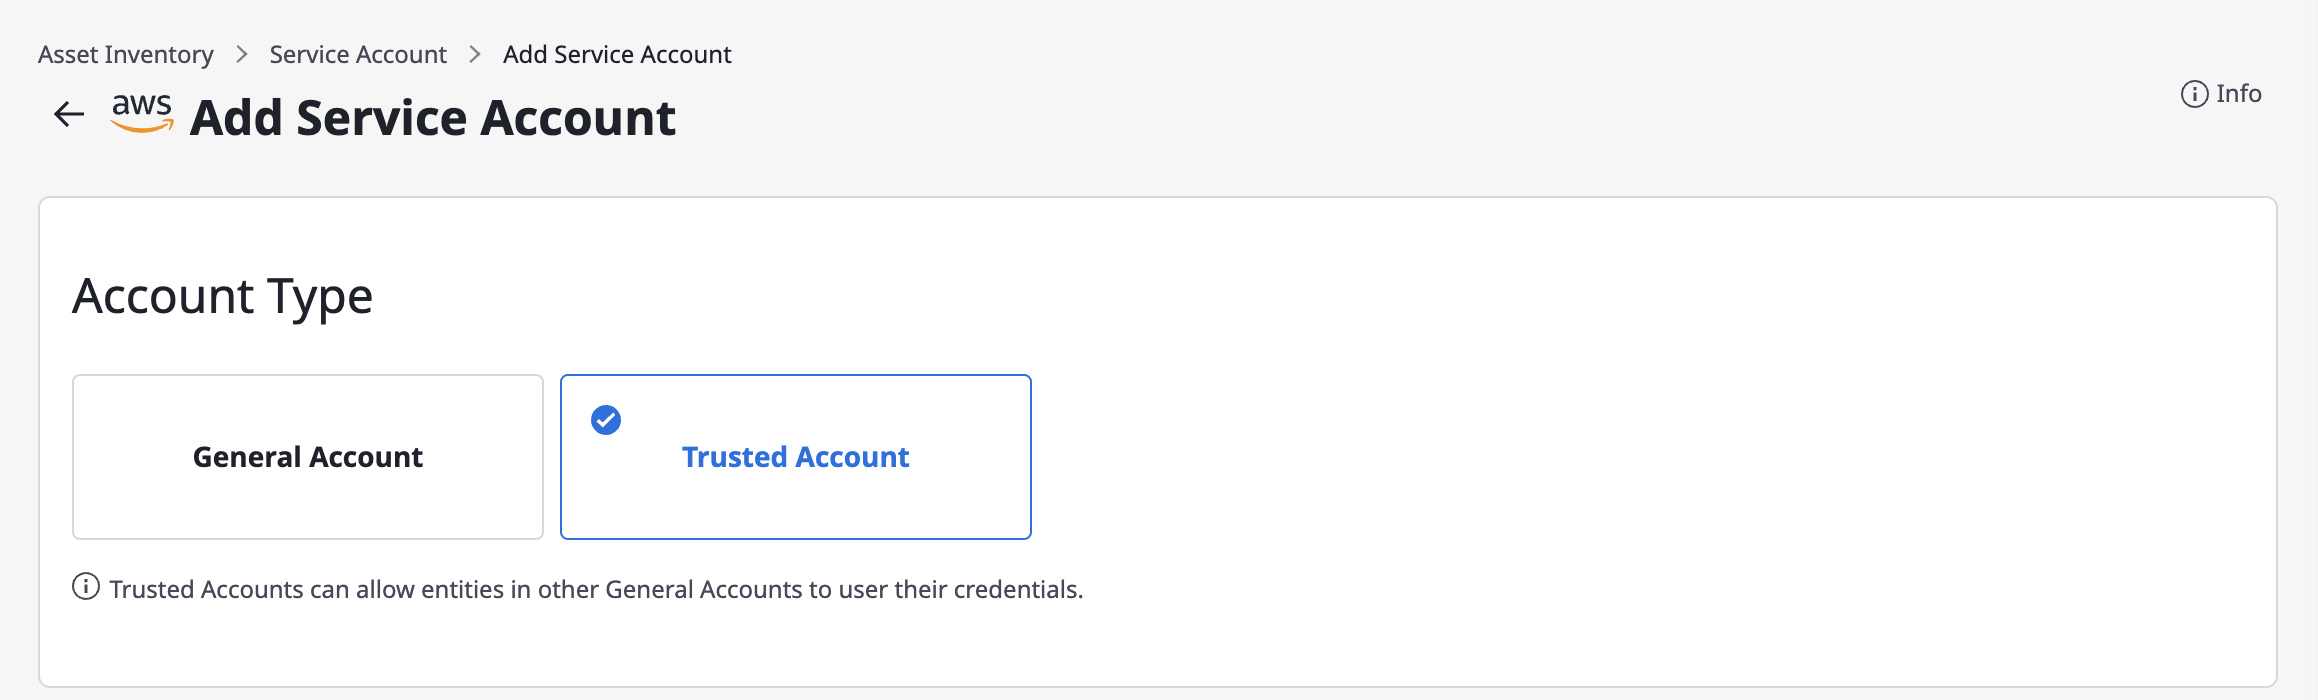 Asset Inventory > Service Account > Add Service Account
aws Add Service Account
Info
Account Type
General Account
Trusted Account
Trusted Accounts can allow entities in other General Accounts to user their credentials.